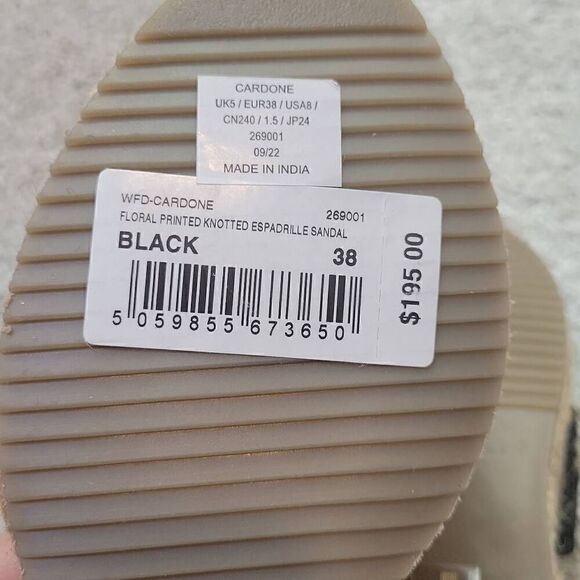 CARDONE
UK5 / EUR38 / USA8 /
CN240 / 1.5 / JP24
269001
09/22
MADE IN INDIA
WFD-CARDONE 269001
FLORAL PRINTED KNOTTED ESPADRILLE SANDAL
BLACK 38
5 059855 673650
$195 00